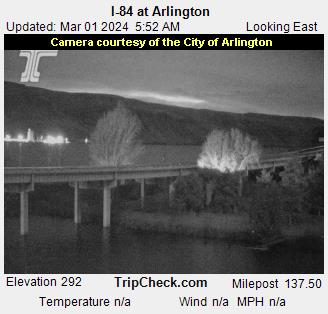 I-84 at Arlington
Updated: Mar 01 2024 5:52 AM Looking East
Camera courtesy of the City of Arlington
Elevation 292 TripCheck.com Milepost 137.50
Temperature n/a Wind n/a MPH n/a